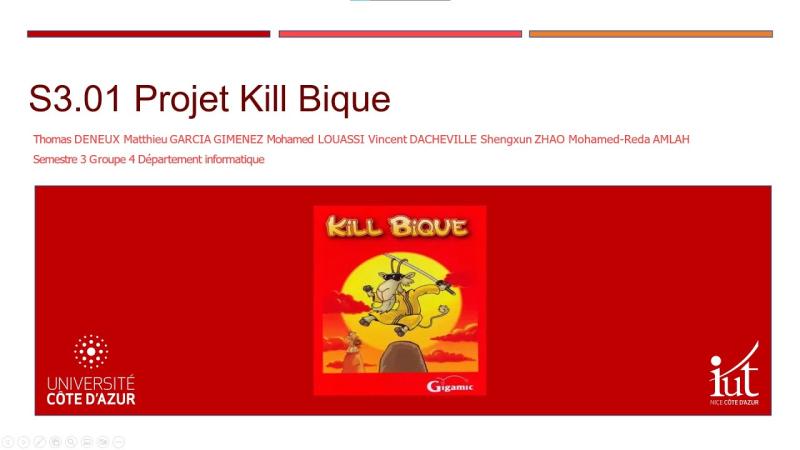 S3.01 Projet Kill Bique
Thomas DENEUX Matthieu GARCIA GIMENEZ Mohamed LOUASSI Vincent DACHEVILLE Shengxun ZHAO Mohamed-Reda AMLAH
Semestre 3 Groupe 4 Département informatique
KILL BIQUE
Gigamic
UNIVERSITÉ
CÔTE D'AZUR
iut
NICE CÔTE D'AZUR